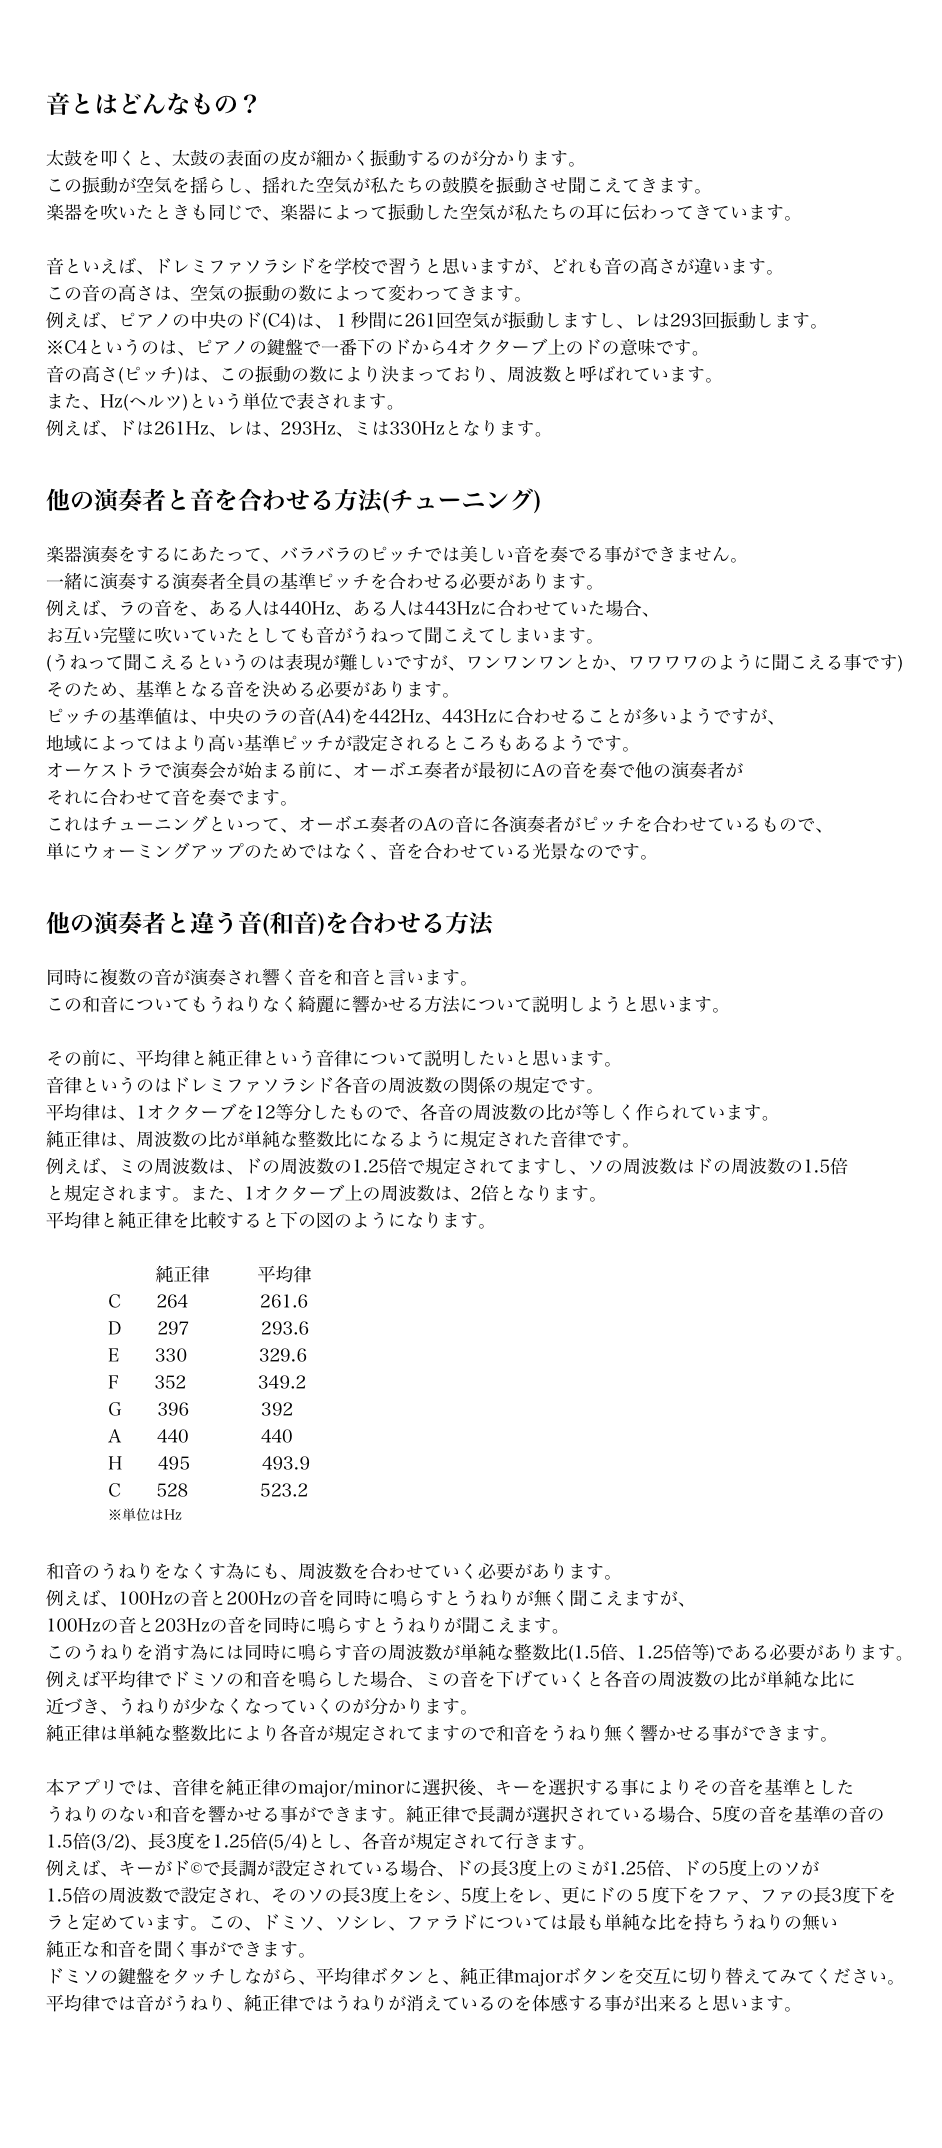 音とはどんなもの？
太鼓を叩くと、太鼓の表面の皮が細かく振動するのが分かります。
この振動が空気を揺らし、揺れた空気が私たちの鼓膜を振動させ聞こえてきます。
楽器を吹いたときも同じで、楽器によって振動した空気が私たちの耳に伝わってきています。
音といえば、ドレミファソラシドを学校で習うと思いますが、どれも音の高さが違います。
この音の高さは、空気の振動の数によって変わってきます。
例えば、ピアノの中央のド(C4)は、１秒間に261回空気が振動しますし、レは293回振動します。
※C4というのは、ピアノの鍵盤で一番下のドから4オクターブ上のドの意味です。
音の高さ(ピッチ)は、この振動の数により決まっており、周波数と呼ばれています。
また、Hz(ヘルツ)という単位で表されます。
例えば、ドは261Hz、レは、293Hz、ミは330Hzとなります。
他の演奏者と音を合わせる方法(チューニング)
楽器演奏をするにあたって、バラバラのピッチでは美しい音を奏でる事ができません。
一緒に演奏する演奏者全員の基準ピッチを合わせる必要があります。
例えば、ラの音を、ある人は440Hz、ある人は443Hzに合わせていた場合、
お互い完璧に吹いていたとしても音がうねって聞こえてしまいます。
(うねって聞こえるというのは表現が難しいですが、ワンワンワンとか、ワワワワのように聞こえる事です)
そのため、基準となる音を決める必要があります。
ピッチの基準値は、中央のラの音(A4)を442Hz、443Hzに合わせることが多いようですが、
地域によってはより高い基準ピッチが設定されるところもあるようです。
オーケストラで演奏会が始まる前に、オーボエ奏者が最初にAの音を奏で他の演奏者が
それに合わせて音を奏でます。
これはチューニングといって、オーボエ奏者のAの音に各演奏者がピッチを合わせているもので、
単にウォーミングアップのためではなく、音を合わせている光景なのです。
他の演奏者と違う音(和音)を合わせる方法
同時に複数の音が演奏され響く音を和音と言います。
この和音についてもうねりなく綺麗に響かせる方法について説明しようと思います。
その前に、平均律と純正律という音律について説明したいと思います。
音律というのはドレミファソラシド各音の周波数の関係の規定です。
平均律は、1オクターブを12等分したもので、各音の周波数の比が等しく作られています。
純正律は、周波数の比が単純な整数比になるように規定された音律です。
例えば、ミの周波数は、ドの周波数の1.25倍で規定されてますし、ソの周波数はドの周波数の1.5倍
と規定されます。また、1オクターブ上の周波数は、2倍となります。
平均律と純正律を比較すると下の図のようになります。
純正律 平均律
C 264 261.6
D 297 293.6
E 330 329.6
F 352 349.2
G 396 392
A 440 440
H 495 493.9
C 528 523.2
※単位はHz
和音のうねりをなくす為にも、周波数を合わせていく必要があります。
例えば、100Hzの音と200Hzの音を同時に鳴らすとうねりが無く聞こえますが、
100Hzの音と203Hzの音を同時に鳴らすとうねりが聞こえます。
このうねりを消す為には同時に鳴らす音の周波数が単純な整数比(1.5倍、1.25倍等)である必要があります。
例えば平均律でドミソの和音を鳴らした場合、ミの音を下げていくと各音の周波数の比が単純な比に
近づき、うねりが少なくなっていくのが分かります。
純正律は単純な整数比により各音が規定されてますので和音をうねり無く響かせる事ができます。
本アプリでは、音律を純正律のmajor/minorに選択後、キーを選択する事によりその音を基準とした
うねりのない和音を響かせる事ができます。純正律で長調が選択されている場合、5度の音を基準の音の
1.5倍(3/2)、長3度を1.25倍(5/4)とし、各音が規定されて行きます。
例えば、キーがド©で長調が設定されている場合、ドの長3度上のミが1.25倍、ドの5度上のソが
1.5倍の周波数で設定され、そのソの長3度上をシ、5度上をレ、更にドの５度下をファ、ファの長3度下を
ラと定めています。この、ドミソ、ソシレ、ファラドについては最も単純な比を持ちうねりの無い
純正な和音を聞く事ができます。
ドミソの鍵盤をタッチしながら、平均律ボタンと、純正律majorボタンを交互に切り替えてみてください。
平均律では音がうねり、純正律ではうねりが消えているのを体感する事が出来ると思います。